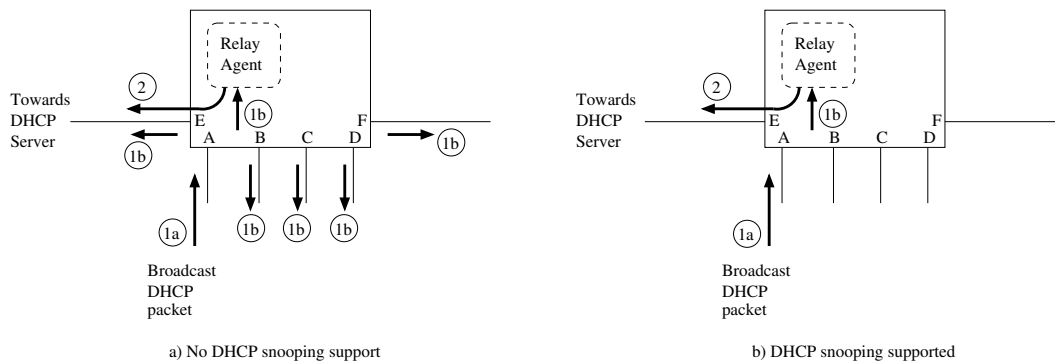 Relay
Agent
2
1b
Towards
DHCP
Server
E
F
A
B
C
D
1b
1b
1b
1b
1b
1a
Broadcast
DHCP
packet
a) No DHCP snooping support
Relay
Agent
2
1b
Towards
DHCP
Server
E
F
A
B
C
D
1a
Broadcast
DHCP
packet
b) DHCP snooping supported